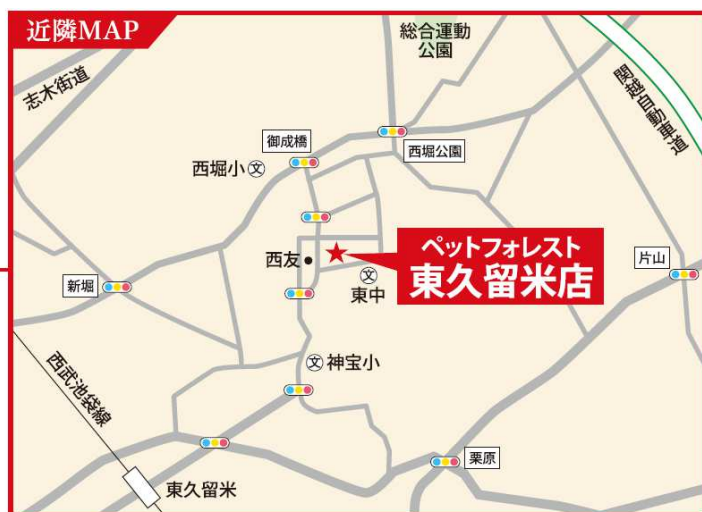 近隣MAP
総合運動
公園
志木街道
関越自動車道
御成橋
西堀公園
西堀小
文
ペットフォレスト
東久留米店
西友
片山
新堀
文
東中
文
神宝小
西武池袋線
栗原
東久留米